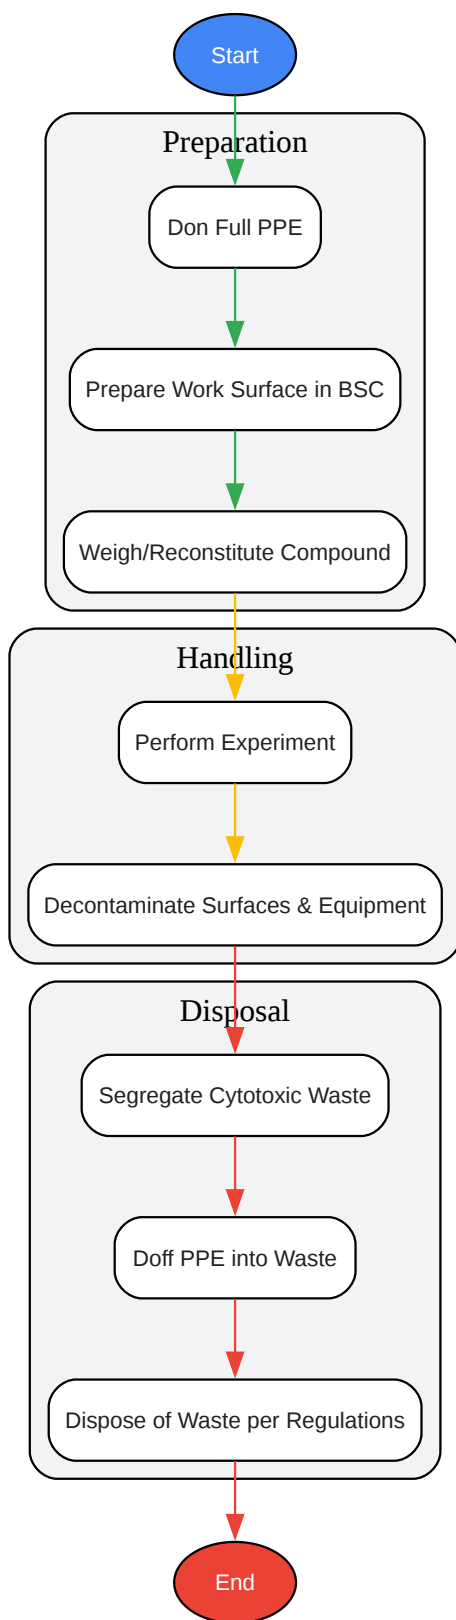 Start
Preparation
Don Full PPE
Prepare Work Surface in BSC
Weigh/Reconstitute Compound
Handling
Perform Experiment
Decontaminate Surfaces & Equipment
Disposal
Segregate Cytotoxic Waste
Doff PPE into Waste
Dispose of Waste per Regulations
End